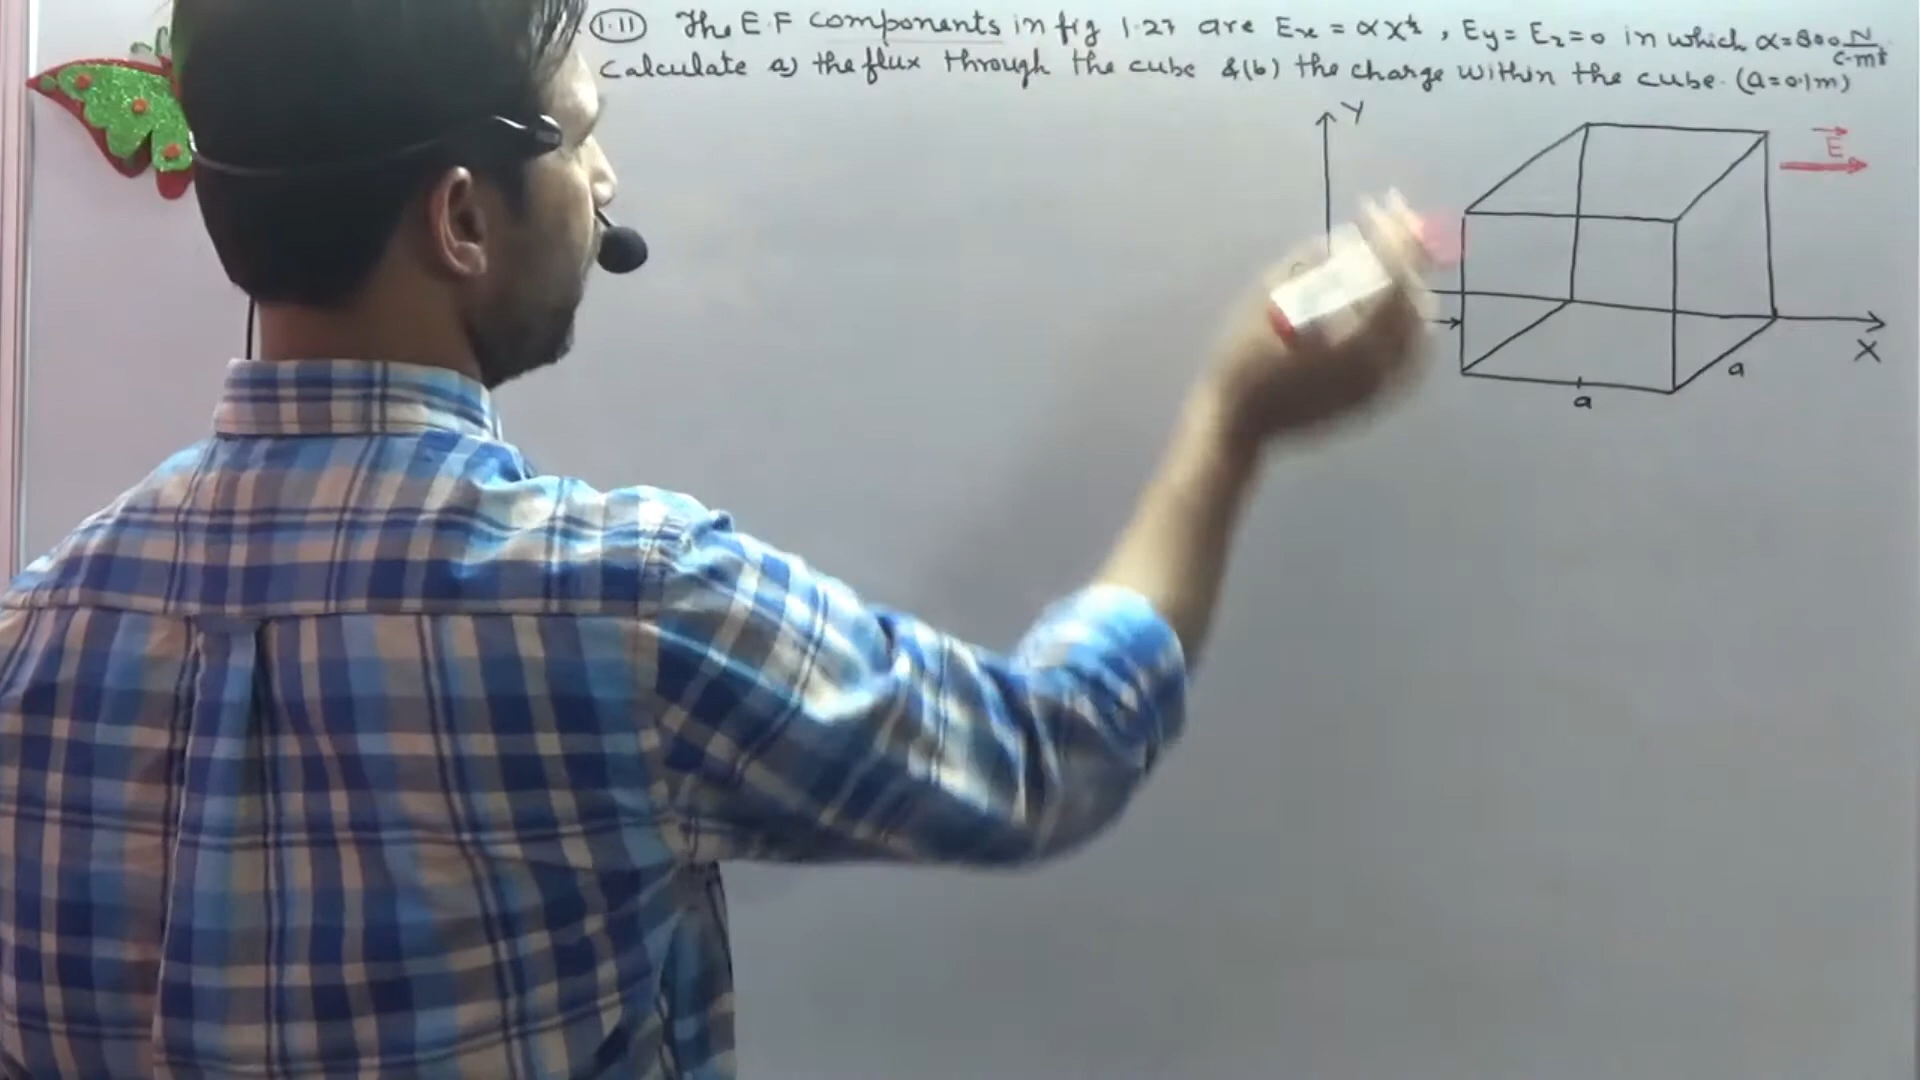 1.11 The E.F components in fig 1.27 are Ex = αx½, Ey = Ez = 0 in which α = 800 N/C-m½
Calculate a) the flux through the cube & (b) the charge within the cube. (a = 0.1m)
Y
E
X
a
a